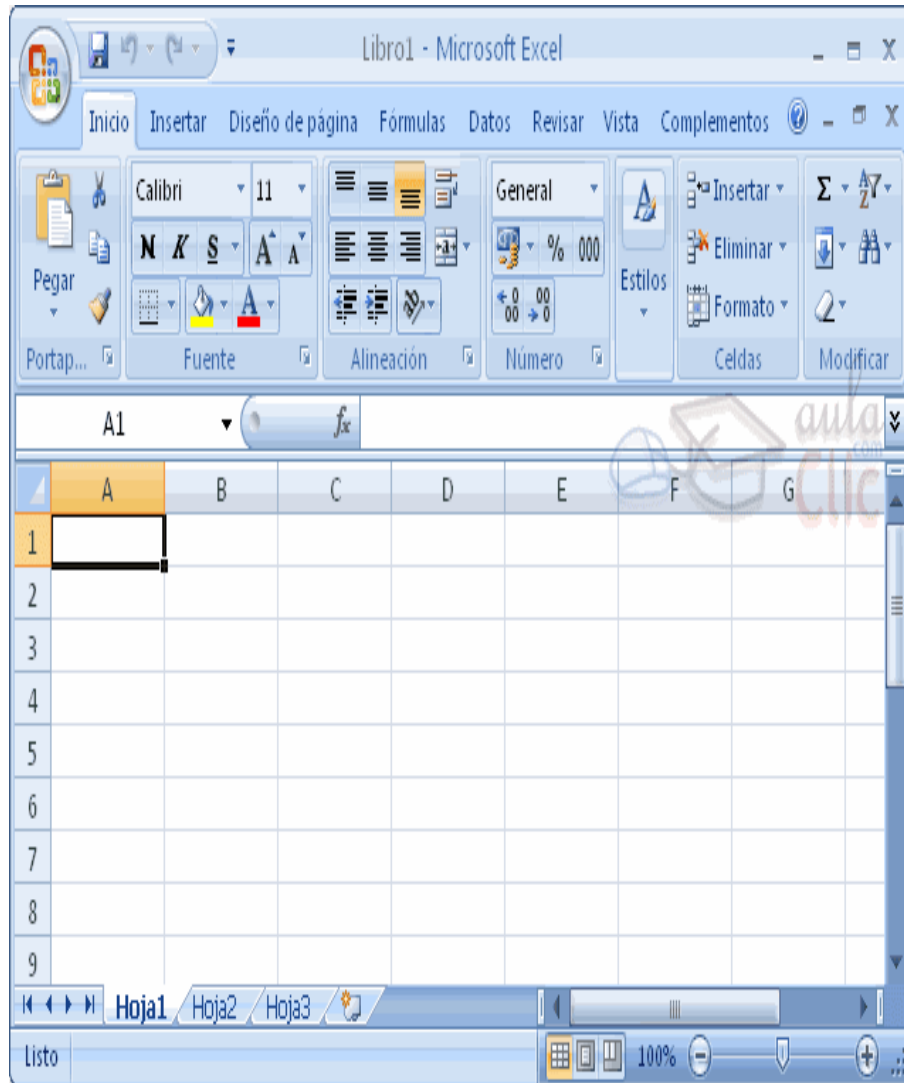 Libro1 - Microsoft Excel
Inicio Insertar Diseño de página Fórmulas Datos Revisar Vista Complementos
Calibri 11 General Insertar Σ
N K S A A % 000 Eliminar
Pegar Estilos Formato
Portap... Fuente Alineación Número Celdas Modificar
A1 fx
aula
Clic
com
A B C D E F G
1
2
3
4
5
6
7
8
9
Hoja1 Hoja2 Hoja3
Listo 100%